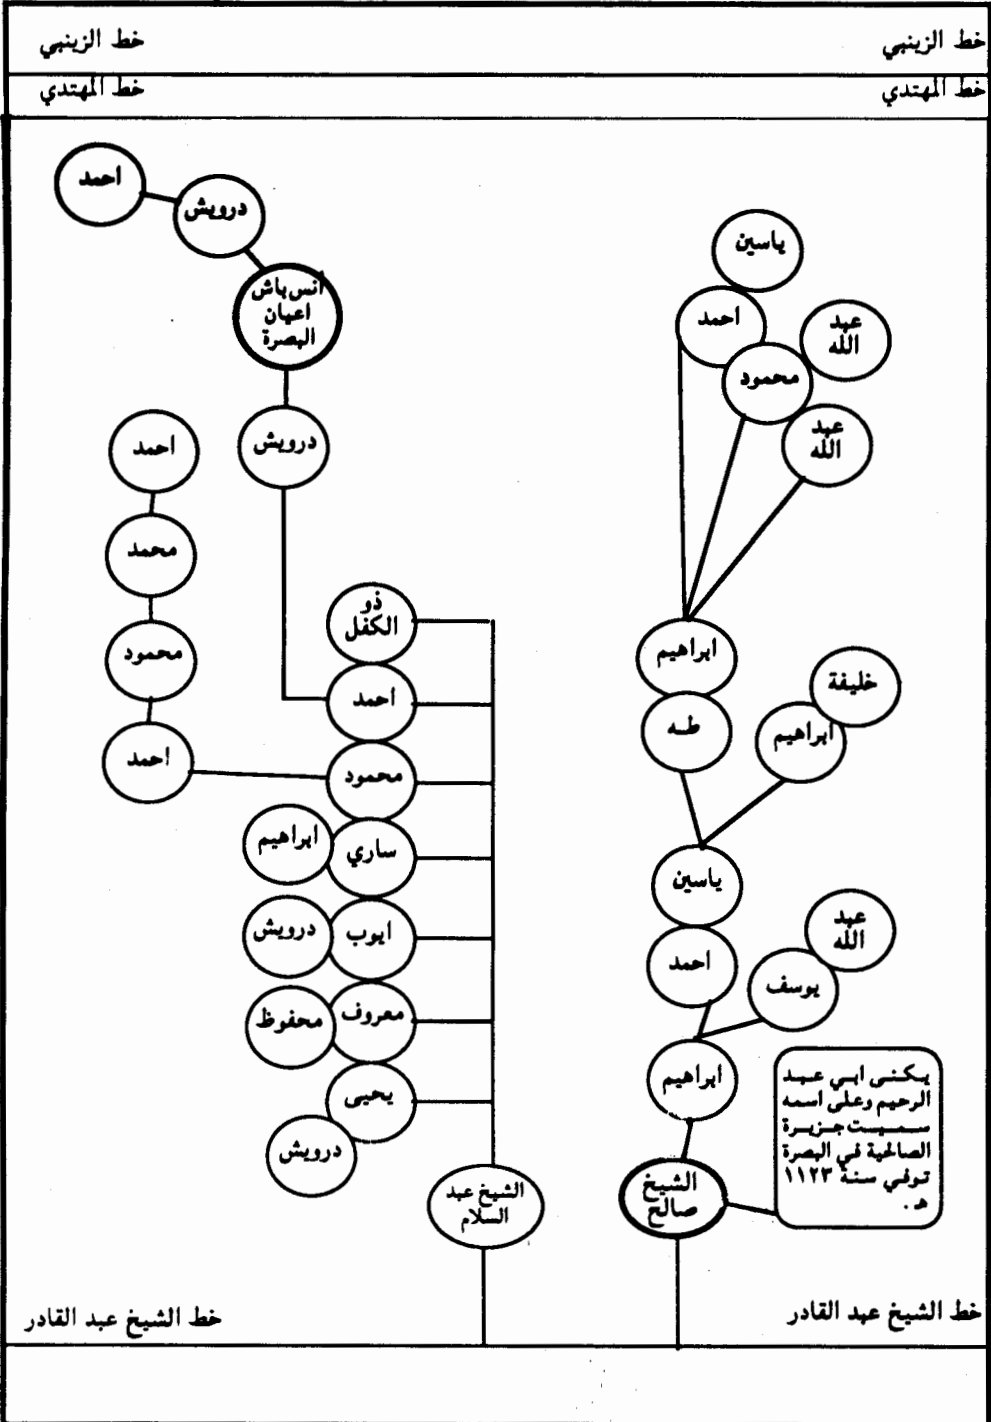 خط الزينبي
خط الزينبي
خط المهتدي
خط المهتدي
ياسين
احمد
عبد
الله
محمود
عبد
الله
ابراهيم
طه
خليفة
ابراهيم
ياسين
احمد
عبد
الله
يوسف
ابراهيم
الشيخ
صالح
يكنى ابي عبد
الرحيم وعلى اسمه
سميت جزيرة
الصالحية في البصرة
توفي سنة ١١٢٣
هـ .
احمد
درويش
أنس باش
اعيان
البصرة
درويش
احمد
محمد
محمود
احمد
ذو
الكفل
احمد
محمود
ساري
ابراهيم
ايوب
درويش
معروف
محفوظ
يحيى
درويش
الشيخ عبد
السلام
خط الشيخ عبد القادر
خط الشيخ عبد القادر